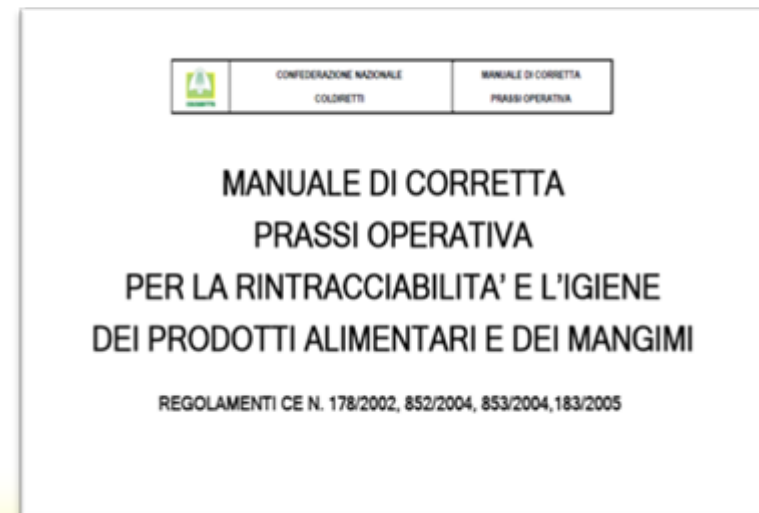 CONFEDERAZIONE NAZIONALE
COLDIRETTI
MANUALE DI CORRETTA
PRASSI OPERATIVA
MANUALE DI CORRETTA
PRASSI OPERATIVA
PER LA RINTRACCIABILITA' E L'IGIENE
DEI PRODOTTI ALIMENTARI E DEI MANGIMI
REGOLAMENTI CE N. 178/2002, 852/2004, 853/2004,183/2005